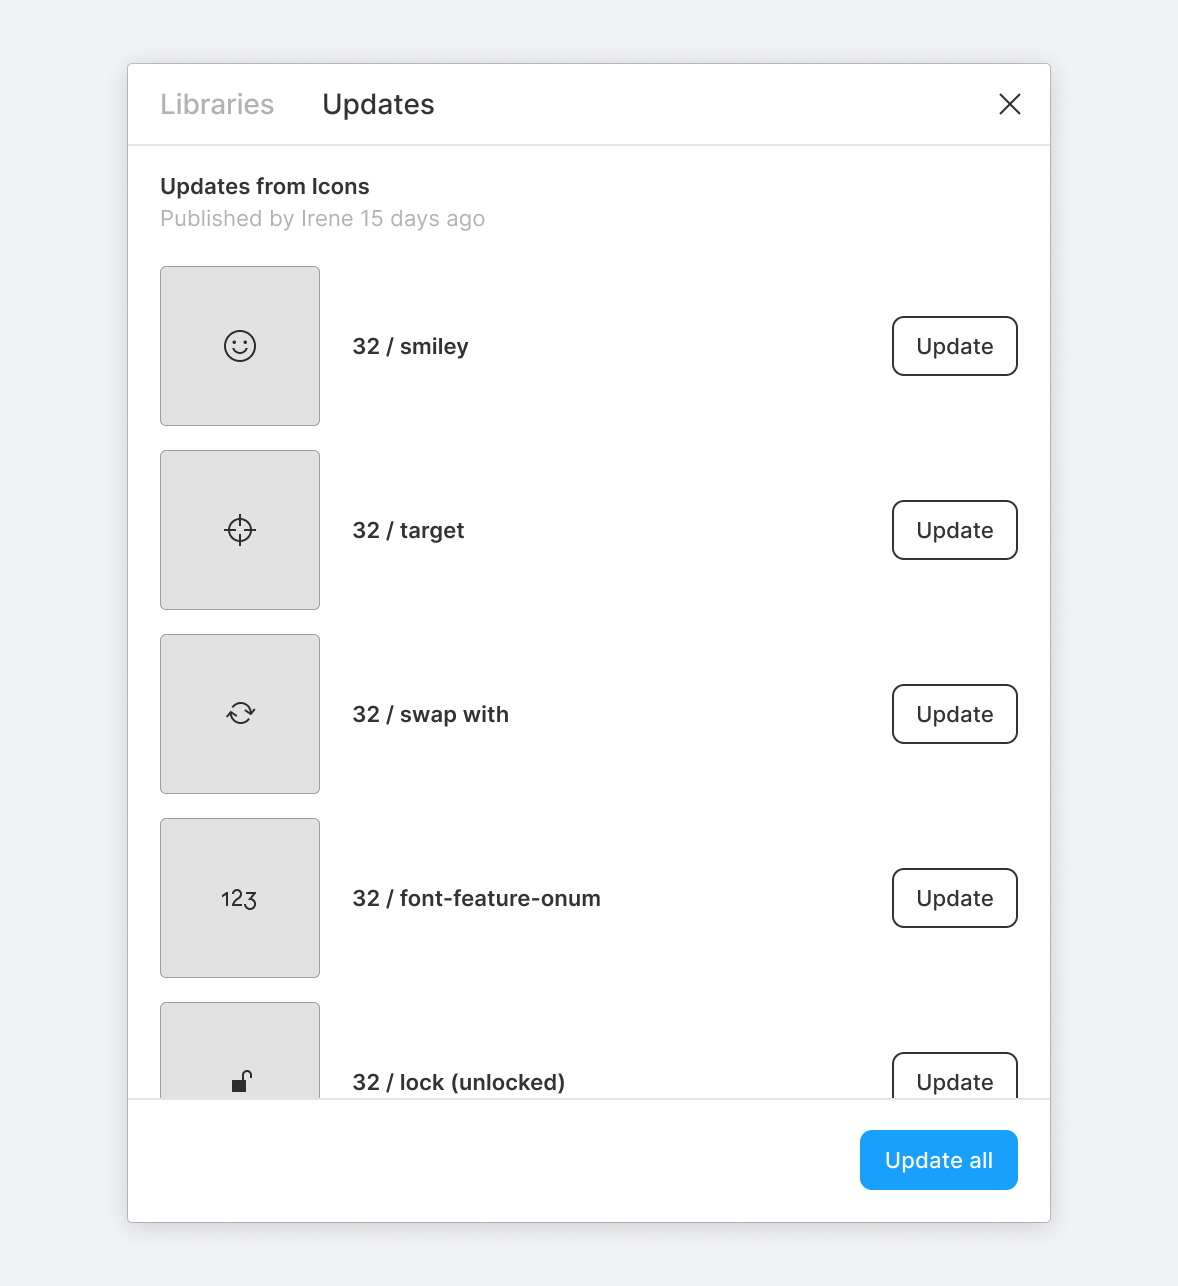 Libraries Updates
Updates from Icons
Published by Irene 15 days ago
32 / smiley Update
32 / target Update
32 / swap with Update
123 32 / font-feature-onum Update
32 / lock (unlocked) Update
Update all